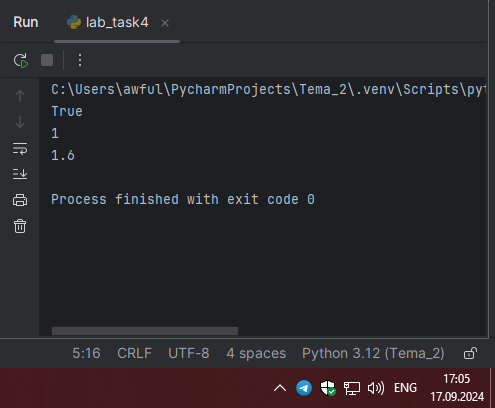 Run lab_task4
C:\Users\awful\PycharmProjects\Tema_2\.venv\Scripts\pyt
True
1
1.6
Process finished with exit code 0
5:16 CRLF UTF-8 4 spaces Python 3.12 (Tema_2)
ENG
17:05
17.09.2024